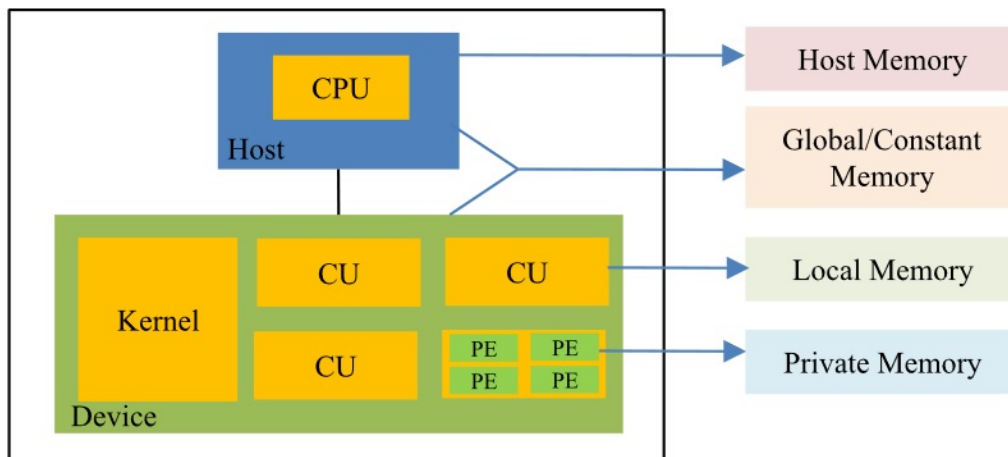 CPU
Host
Kernel
CU
CU
CU
PE
PE
PE
PE
Device
Host Memory
Global/Constant
Memory
Local Memory
Private Memory